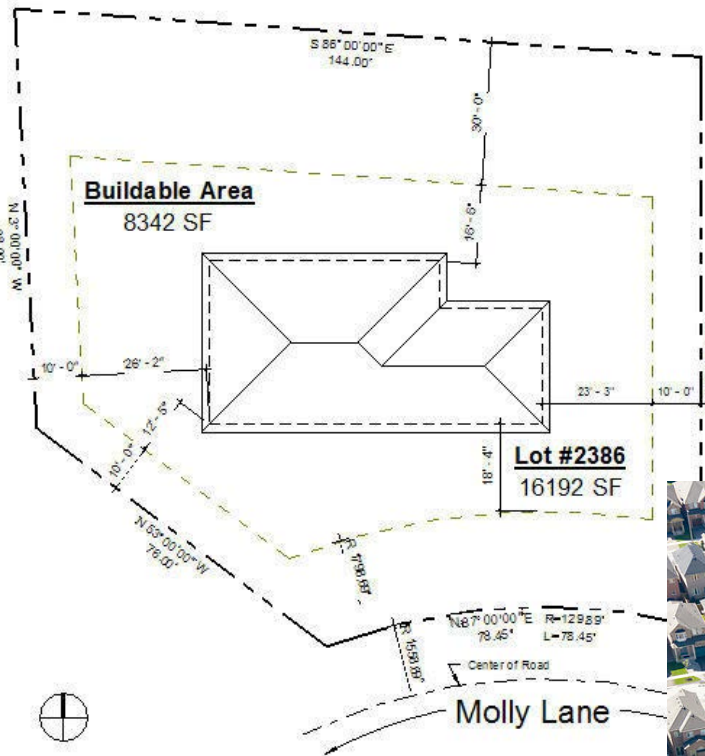 S 86° 00'00" E
144.00'
30' - 0"
Buildable Area
8342 SF
16' - 6"
N 3° 00'00" W
10' - 0"
26' - 2"
23' - 3"
10' - 0"
12' - 5"
10' - 0"
18' - 4"
Lot #2386
16192 SF
N 53° 00'00" W
76.00'
N 87° 00'00" E R=129.89'
78.45' L=78.45'
Center of Road
Molly Lane